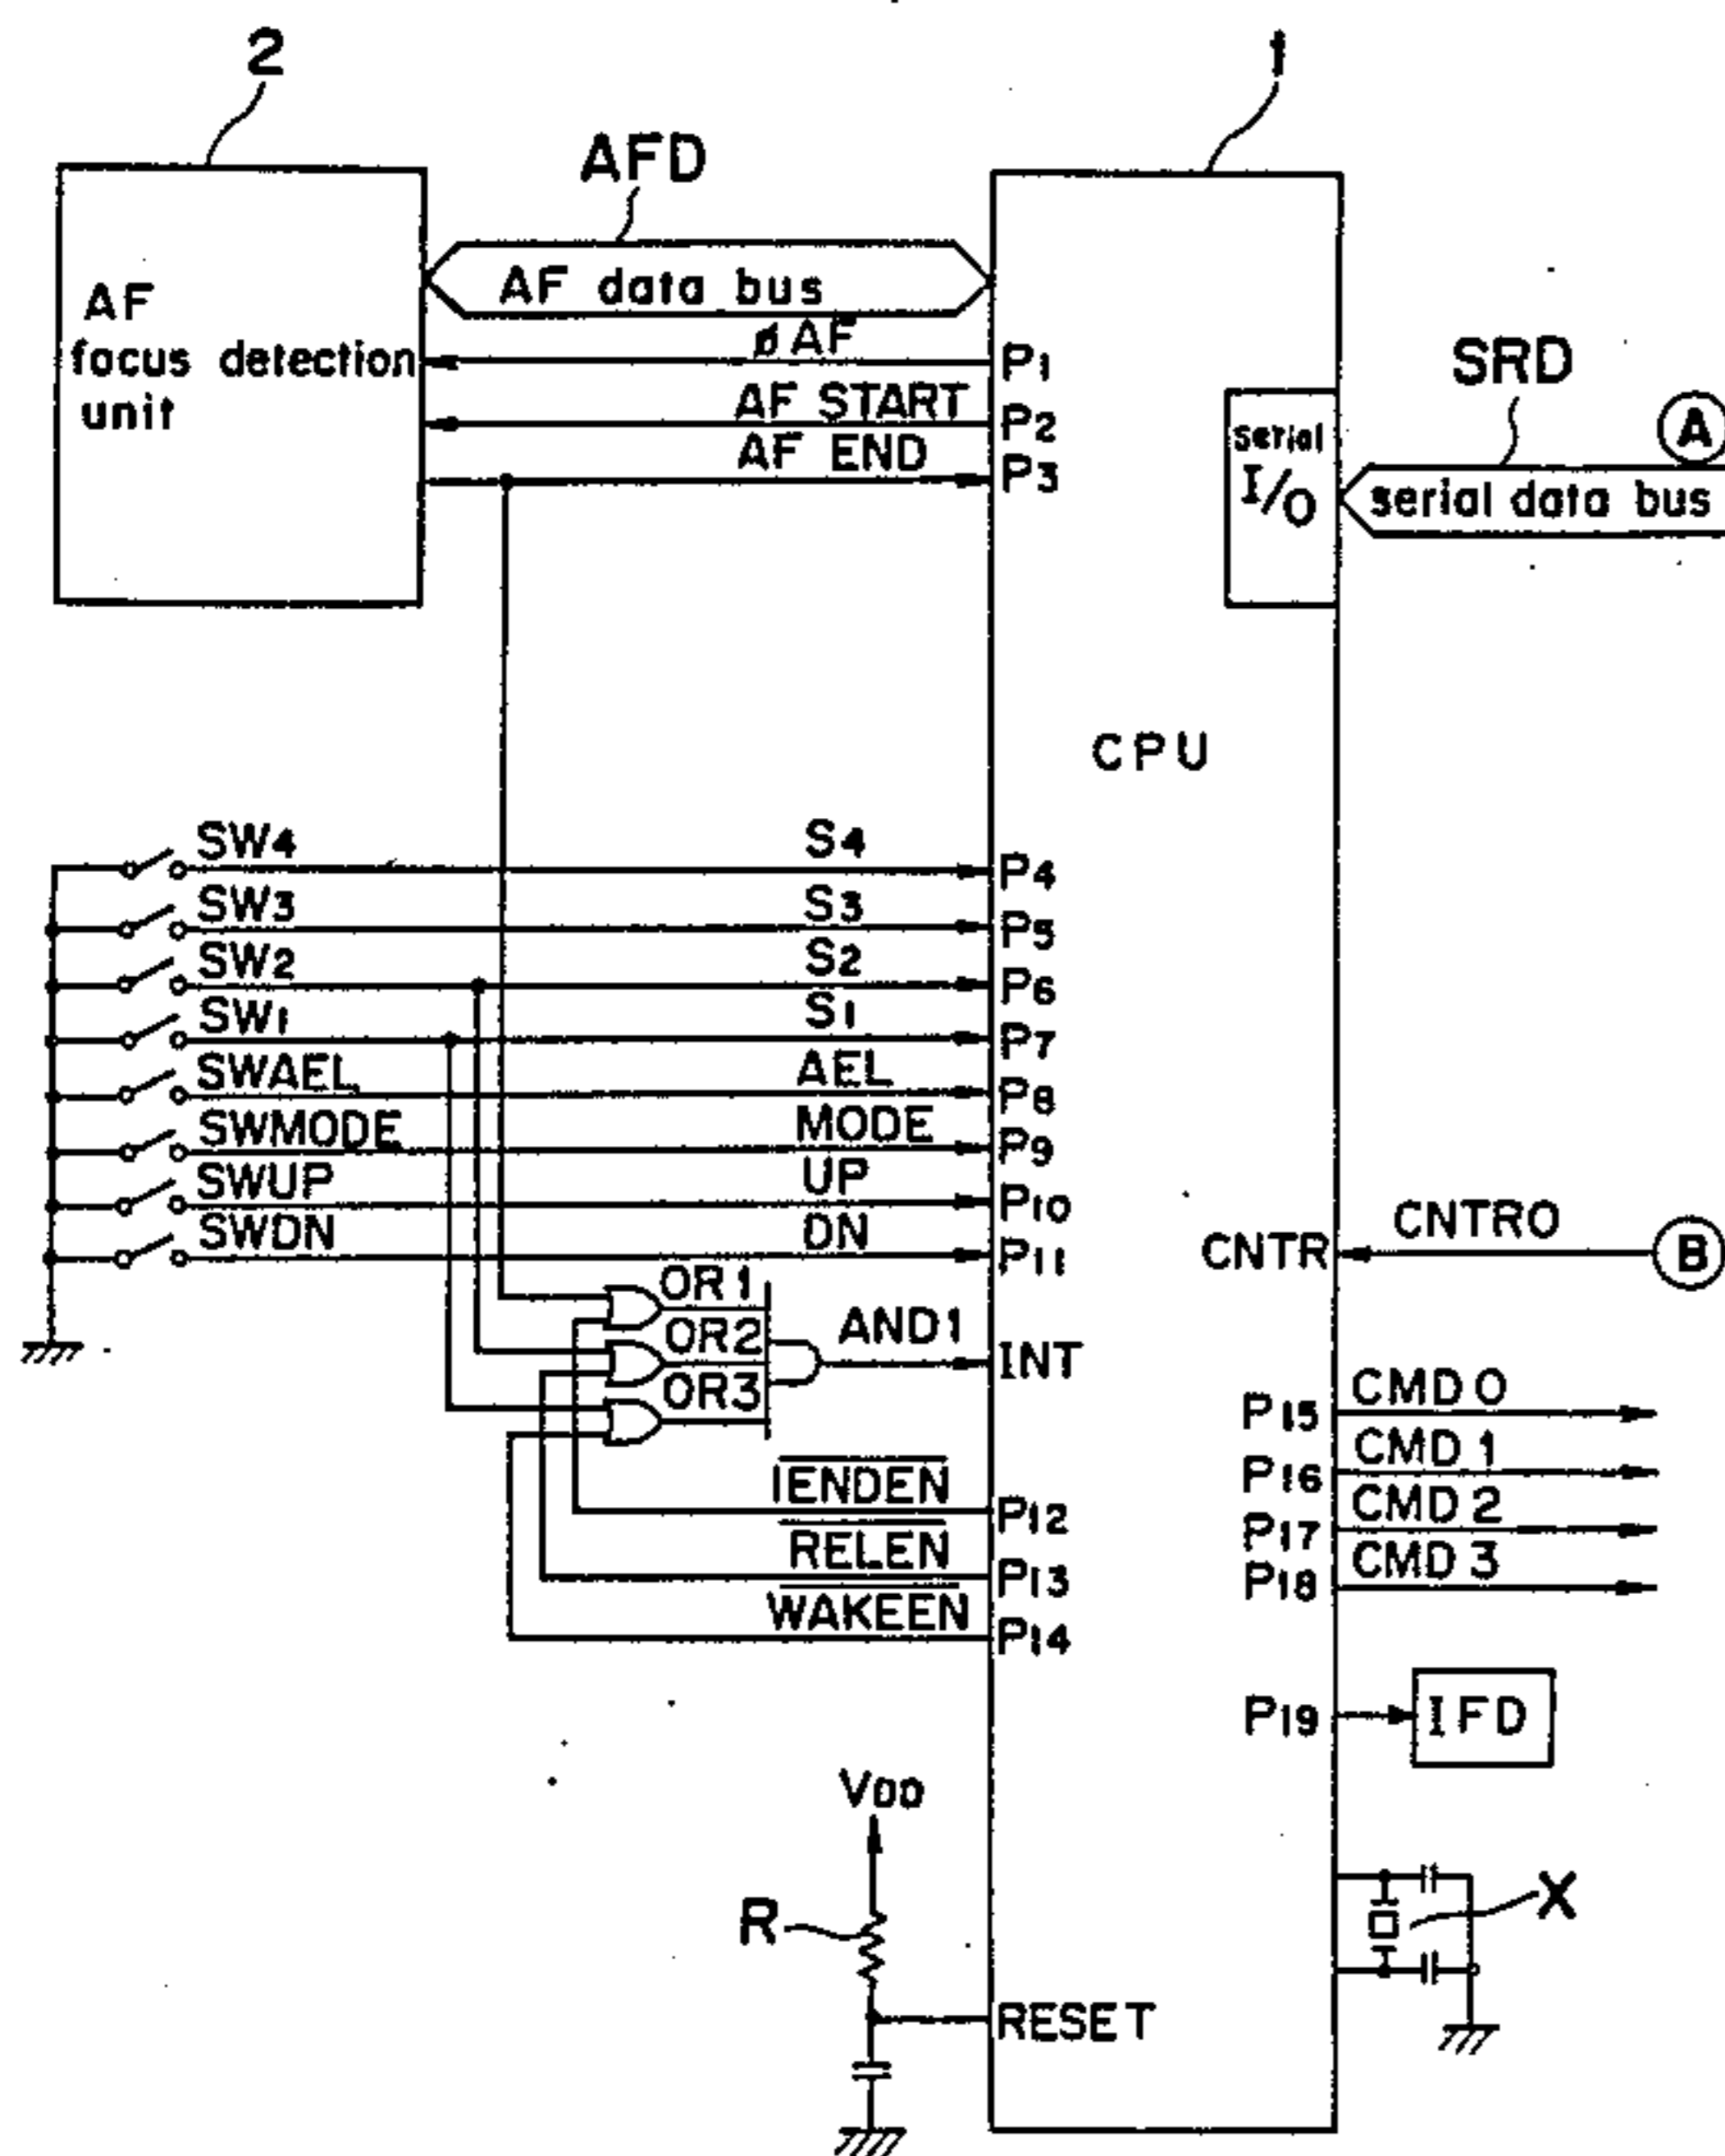 2
1
AFD
AF data bus
AF
focus detection
unit
øAF
P1
AF START
P2
AF END
P3
SRD
A
serial
I/O
serial data bus
CPU
SW4
S4
P4
SW3
S3
P5
SW2
S2
P6
SW1
S1
P7
SWAEL
AEL
P8
SWMODE
MODE
P9
SWUP
UP
P10
SWDN
DN
P11
CNTR
CNTRO
B
OR1
OR2
OR3
AND1
INT
IENDEN
P12
RELEN
P13
WAKEEN
P14
P15
CMD 0
P16
CMD 1
P17
CMD 2
P18
CMD 3
P19
IFD
VDD
R
X
RESET